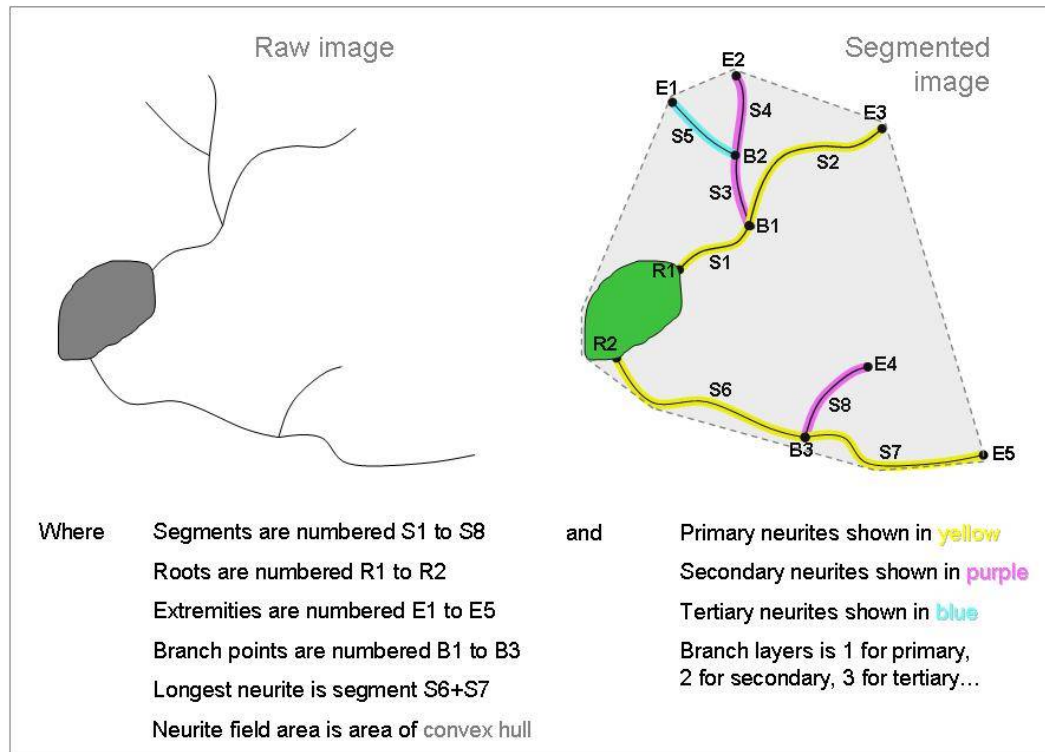 Raw image
Segmented
image
E2
E1
E3
S4
S5
B2
S2
S3
B1
S1
R1
R2
E4
S6
S8
B3
S7
E5
Where
Segments are numbered S1 to S8
Roots are numbered R1 to R2
Extremities are numbered E1 to E5
Branch points are numbered B1 to B3
Longest neurite is segment S6+S7
Neurite field area is area of convex hull
and
Primary neurites shown in yellow
Secondary neurites shown in purple
Tertiary neurites shown in blue
Branch layers is 1 for primary,
2 for secondary, 3 for tertiary…